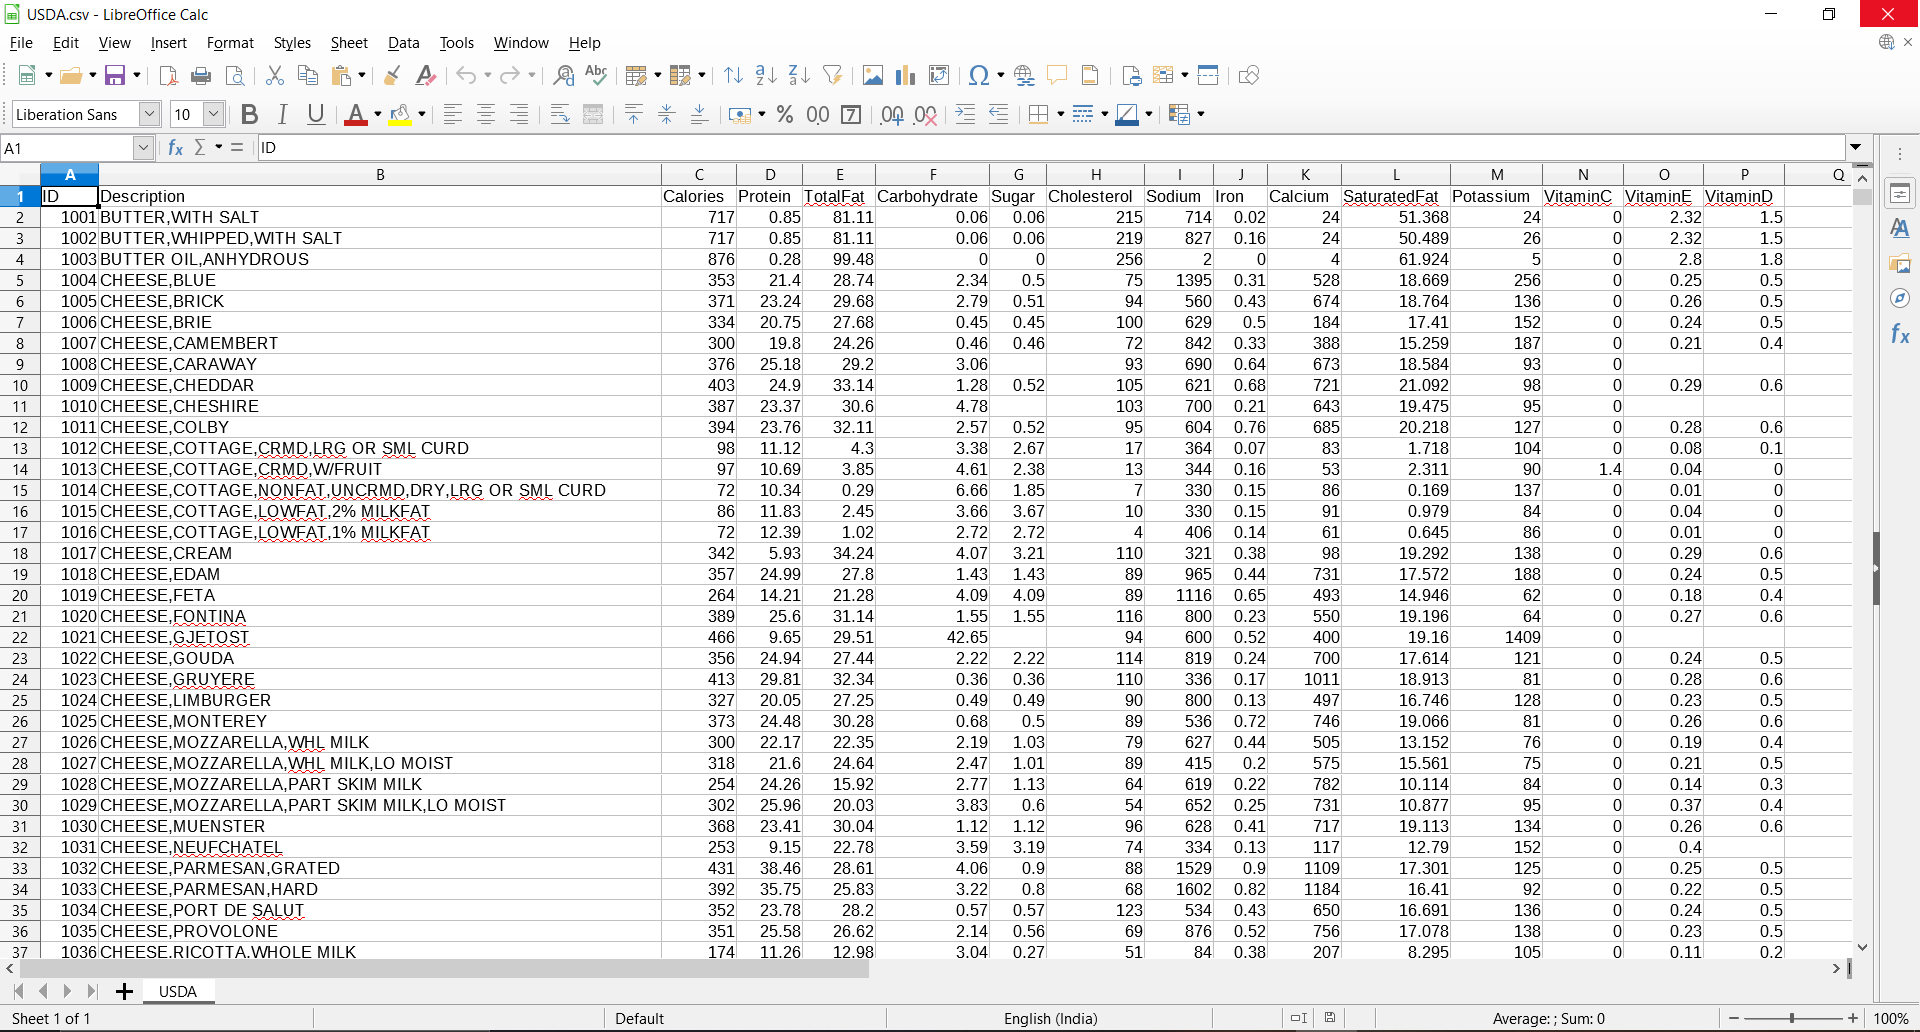 USDA.csv - LibreOffice Calc
File Edit View Insert Format Styles Sheet Data Tools Window Help
Liberation Sans 10
A1 ID
A B C D E F G H I J K L M N O P Q
1 ID Description Calories Protein TotalFat Carbohydrate Sugar Cholesterol Sodium Iron Calcium SaturatedFat Potassium VitaminC VitaminE VitaminD
2 1001 BUTTER,WITH SALT 717 0.85 81.11 0.06 0.06 215 714 0.02 24 51.368 24 0 2.32 1.5
3 1002 BUTTER,WHIPPED,WITH SALT 717 0.85 81.11 0.06 0.06 219 827 0.16 24 50.489 26 0 2.32 1.5
4 1003 BUTTER OIL,ANHYDROUS 876 0.28 99.48 0 0 256 2 0 4 61.924 5 0 2.8 1.8
5 1004 CHEESE,BLUE 353 21.4 28.74 2.34 0.5 75 1395 0.31 528 18.669 256 0 0.25 0.5
6 1005 CHEESE,BRICK 371 23.24 29.68 2.79 0.51 94 560 0.43 674 18.764 136 0 0.26 0.5
7 1006 CHEESE,BRIE 334 20.75 27.68 0.45 0.45 100 629 0.5 184 17.41 152 0 0.24 0.5
8 1007 CHEESE,CAMEMBERT 300 19.8 24.26 0.46 0.46 72 842 0.33 388 15.259 187 0 0.21 0.4
9 1008 CHEESE,CARAWAY 376 25.18 29.2 3.06 93 690 0.64 673 18.584 93 0
10 1009 CHEESE,CHEDDAR 403 24.9 33.14 1.28 0.52 105 621 0.68 721 21.092 98 0 0.29 0.6
11 1010 CHEESE,CHESHIRE 387 23.37 30.6 4.78 103 700 0.21 643 19.475 95 0
12 1011 CHEESE,COLBY 394 23.76 32.11 2.57 0.52 95 604 0.76 685 20.218 127 0 0.28 0.6
13 1012 CHEESE,COTTAGE,CRMD,LRG OR SML CURD 98 11.12 4.3 3.38 2.67 17 364 0.07 83 1.718 104 0 0.08 0.1
14 1013 CHEESE,COTTAGE,CRMD,W/FRUIT 97 10.69 3.85 4.61 2.38 13 344 0.16 53 2.311 90 1.4 0.04 0
15 1014 CHEESE,COTTAGE,NONFAT,UNCRMD,DRY,LRG OR SML CURD 72 10.34 0.29 6.66 1.85 7 330 0.15 86 0.169 137 0 0.01 0
16 1015 CHEESE,COTTAGE,LOWFAT,2% MILKFAT 86 11.83 2.45 3.66 3.67 10 330 0.15 91 0.979 84 0 0.04 0
17 1016 CHEESE,COTTAGE,LOWFAT,1% MILKFAT 72 12.39 1.02 2.72 2.72 4 406 0.14 61 0.645 86 0 0.01 0
18 1017 CHEESE,CREAM 342 5.93 34.24 4.07 3.21 110 321 0.38 98 19.292 138 0 0.29 0.6
19 1018 CHEESE,EDAM 357 24.99 27.8 1.43 1.43 89 965 0.44 731 17.572 188 0 0.24 0.5
20 1019 CHEESE,FETA 264 14.21 21.28 4.09 4.09 89 1116 0.65 493 14.946 62 0 0.18 0.4
21 1020 CHEESE,FONTINA 389 25.6 31.14 1.55 1.55 116 800 0.23 550 19.196 64 0 0.27 0.6
22 1021 CHEESE,GJETOST 466 9.65 29.51 42.65 94 600 0.52 400 19.16 1409 0
23 1022 CHEESE,GOUDA 356 24.94 27.44 2.22 2.22 114 819 0.24 700 17.614 121 0 0.24 0.5
24 1023 CHEESE,GRUYERE 413 29.81 32.34 0.36 0.36 110 336 0.17 1011 18.913 81 0 0.28 0.6
25 1024 CHEESE,LIMBURGER 327 20.05 27.25 0.49 0.49 90 800 0.13 497 16.746 128 0 0.23 0.5
26 1025 CHEESE,MONTEREY 373 24.48 30.28 0.68 0.5 89 536 0.72 746 19.066 81 0 0.26 0.6
27 1026 CHEESE,MOZZARELLA,WHL MILK 300 22.17 22.35 2.19 1.03 79 627 0.44 505 13.152 76 0 0.19 0.4
28 1027 CHEESE,MOZZARELLA,WHL MILK,LO MOIST 318 21.6 24.64 2.47 1.01 89 415 0.2 575 15.561 75 0 0.21 0.5
29 1028 CHEESE,MOZZARELLA,PART SKIM MILK 254 24.26 15.92 2.77 1.13 64 619 0.22 782 10.114 84 0 0.14 0.3
30 1029 CHEESE,MOZZARELLA,PART SKIM MILK,LO MOIST 302 25.96 20.03 3.83 0.6 54 652 0.25 731 10.877 95 0 0.37 0.4
31 1030 CHEESE,MUENSTER 368 23.41 30.04 1.12 1.12 96 628 0.41 717 19.113 134 0 0.26 0.6
32 1031 CHEESE,NEUFCHATEL 253 9.15 22.78 3.59 3.19 74 334 0.13 117 12.79 152 0 0.4
33 1032 CHEESE,PARMESAN,GRATED 431 38.46 28.61 4.06 0.9 88 1529 0.9 1109 17.301 125 0 0.25 0.5
34 1033 CHEESE,PARMESAN,HARD 392 35.75 25.83 3.22 0.8 68 1602 0.82 1184 16.41 92 0 0.22 0.5
35 1034 CHEESE,PORT DE SALUT 352 23.78 28.2 0.57 0.57 123 534 0.43 650 16.691 136 0 0.24 0.5
36 1035 CHEESE,PROVOLONE 351 25.58 26.62 2.14 0.56 69 876 0.52 756 17.078 138 0 0.23 0.5
37 1036 CHEESE,RICOTTA,WHOLE MILK 174 11.26 12.98 3.04 0.27 51 84 0.38 207 8.295 105 0 0.11 0.2
USDA
Sheet 1 of 1 Default English (India) Average: ; Sum: 0 100%